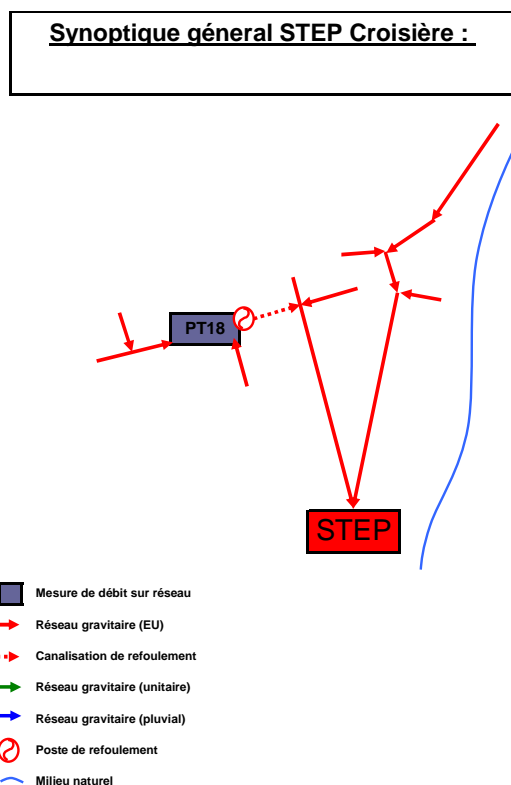 Synoptique géneral STEP Croisière :
PT18
STEP
Mesure de débit sur réseau
Réseau gravitaire (EU)
Canalisation de refoulement
Réseau gravitaire (unitaire)
Réseau gravitaire (pluvial)
Poste de refoulement
Milieu naturel